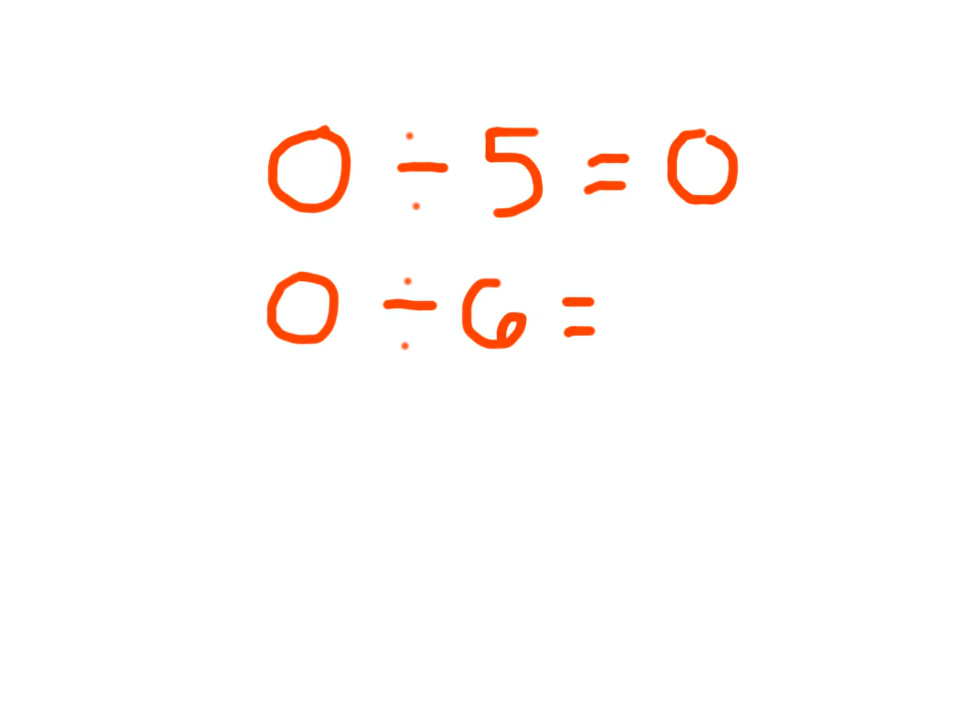 0 ÷ 5 = 0
0 ÷ 6 =